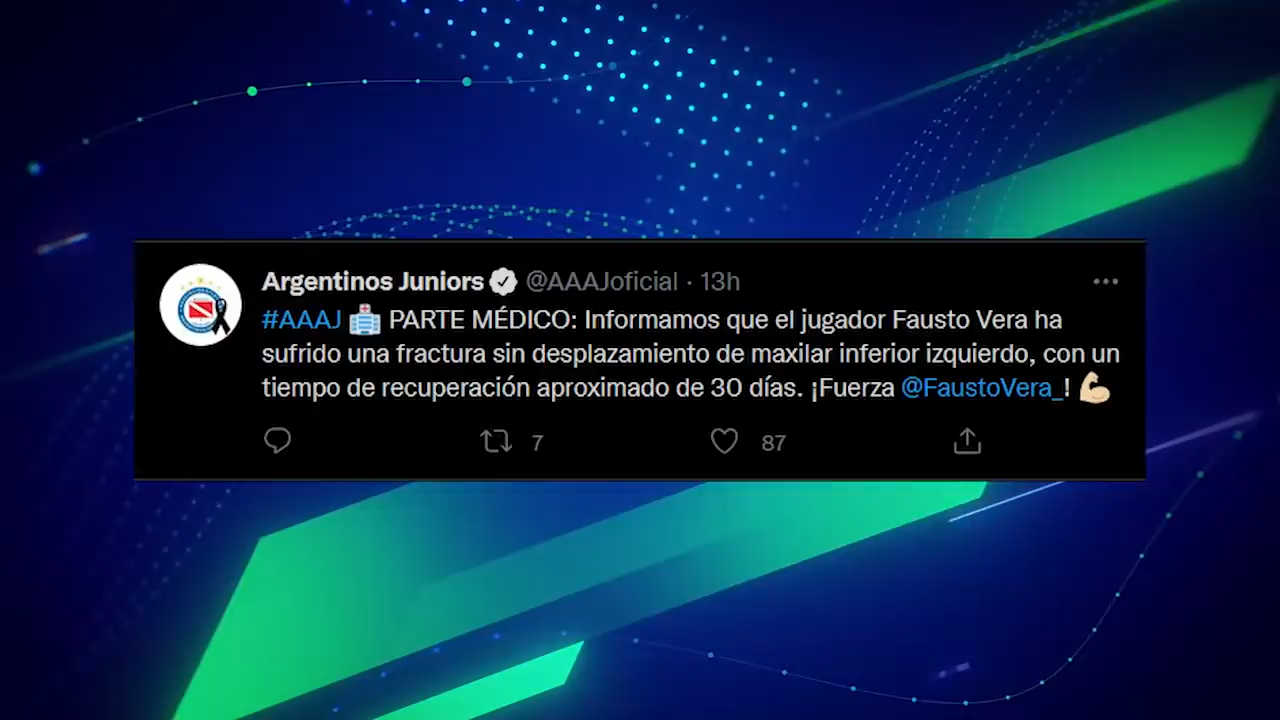 Argentinos Juniors @AAAJoficial · 13h
#AAAJ 🏥 PARTE MÉDICO: Informamos que el jugador Fausto Vera ha
sufrido una fractura sin desplazamiento de maxilar inferior izquierdo, con un
tiempo de recuperación aproximado de 30 días. ¡Fuerza @FaustoVera_! 💪🏼
7 87